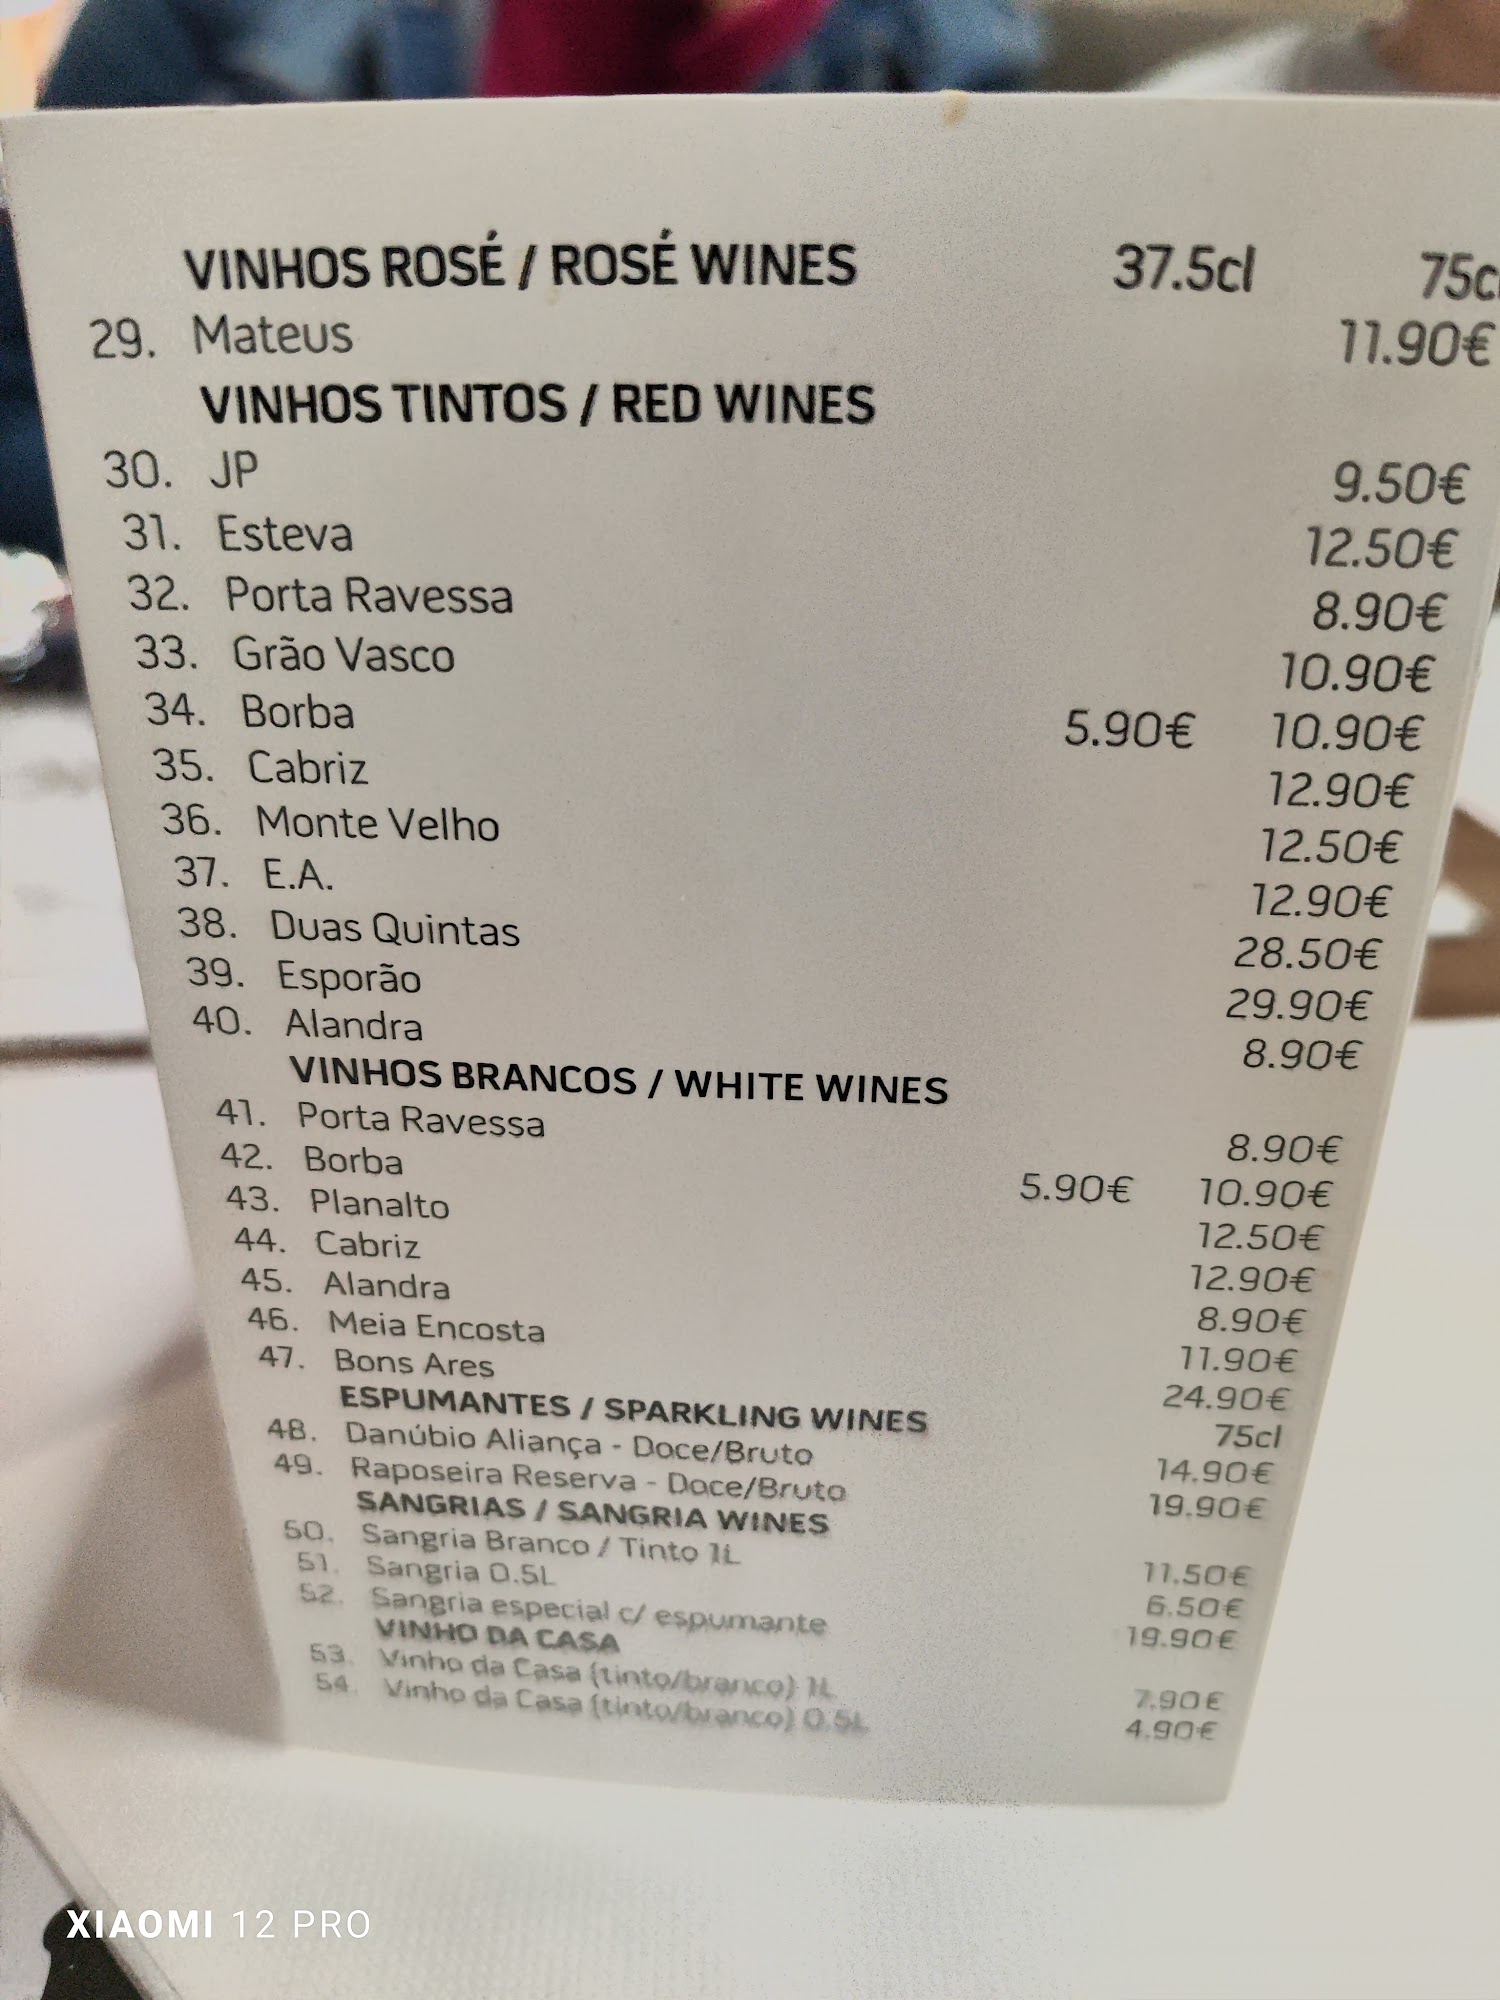 VINHOS ROSÉ / ROSÉ WINES 37.5cl 75cl
29. Mateus 11.90€
VINHOS TINTOS / RED WINES
30. JP 9.50€
31. Esteva 12.50€
32. Porta Ravessa 8.90€
33. Grão Vasco 10.90€
34. Borba 5.90€ 10.90€
35. Cabriz 12.90€
36. Monte Velho 12.50€
37. E.A. 12.90€
38. Duas Quintas 28.50€
39. Esporão 29.90€
40. Alandra 8.90€
VINHOS BRANCOS / WHITE WINES
41. Porta Ravessa 8.90€
42. Borba 5.90€ 10.90€
43. Planalto 12.50€
44. Cabriz 12.90€
45. Alandra 8.90€
46. Meia Encosta 11.90€
47. Bons Ares 24.90€
ESPUMANTES / SPARKLING WINES 75cl
48. Danúbio Aliança - Doce/Bruto 14.90€
49. Raposeira Reserva - Doce/Bruto 19.90€
SANGRIAS / SANGRIA WINES
50. Sangria Branco / Tinto 1L 11.50€
51. Sangria 0.5L 6.50€
52. Sangria especial c/ espumante 19.90€
VINHO DA CASA
53. Vinho da Casa (tinto/branco) 1L 7.90€
54. Vinho da Casa (tinto/branco) 0.5L 4.90€
XIAOMI 12 PRO